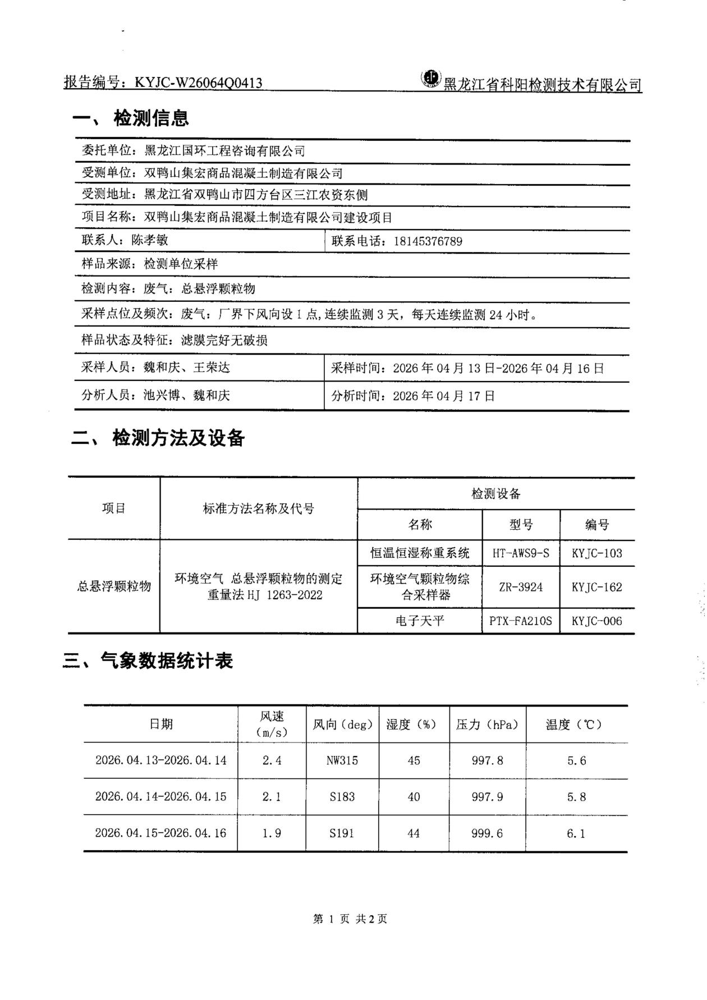 报告编号：KYJC-W26064Q0413
黑龙江省科阳检测技术有限公司
一、检测信息
委托单位：黑龙江国环工程咨询有限公司
受测单位：双鸭山集宏商品混凝土制造有限公司
受测地址：黑龙江省双鸭山市四方台区三江农资东侧
项目名称：双鸭山集宏商品混凝土制造有限公司建设项目
联系人：陈孝敏 联系电话：18145376789
样品来源：检测单位采样
检测内容：废气：总悬浮颗粒物
采样点位及频次：废气：厂界下风向设 1 点,连续监测 3 天，每天连续监测 24 小时。
样品状态及特征：滤膜完好无破损
采样人员：魏和庆、王荣达 采样时间：2026 年 04 月 13 日-2026 年 04 月 16 日
分析人员：池兴博、魏和庆 分析时间：2026 年 04 月 17 日
二、检测方法及设备
项目 标准方法名称及代号 检测设备
名称 型号 编号
总悬浮颗粒物
环境空气 总悬浮颗粒物的测定
重量法 HJ 1263-2022
恒温恒湿称重系统 HT-AWS9-S KYJC-103
环境空气颗粒物综
合采样器 ZR-3924 KYJC-162
电子天平 PTX-FA210S KYJC-006
三、气象数据统计表
日期 风速
（m/s） 风向（deg） 湿度（%） 压力（hPa） 温度（℃）
2026.04.13-2026.04.14 2.4 NW315 45 997.8 5.6
2026.04.14-2026.04.15 2.1 S183 40 997.9 5.8
2026.04.15-2026.04.16 1.9 S191 44 999.6 6.1
第 1 页 共 2 页